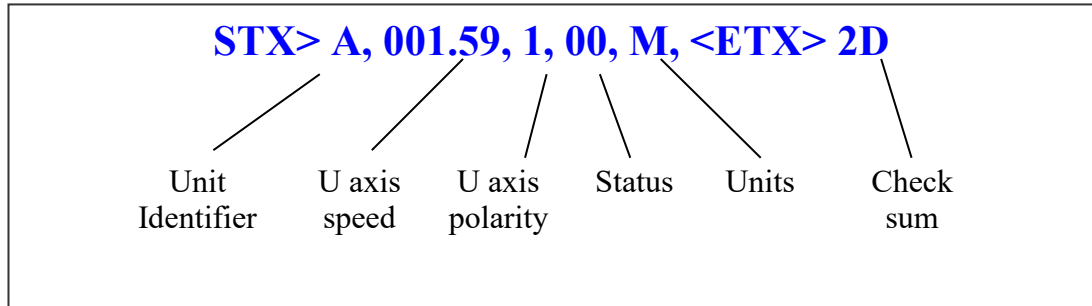 STX> A, 001.59, 1, 00, M, <ETX> 2D
Unit U axis U axis Status Units Check
Identifier speed polarity sum